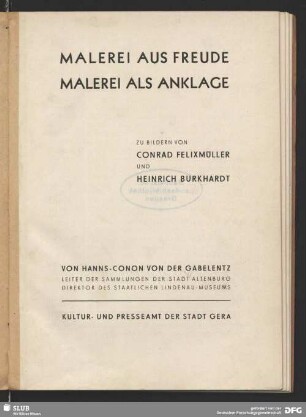 MALEREI AUS FREUDE
MALEREI ALS ANKLAGE
ZU BILDERN VON
CONRAD FELIXMÜLLER
UND
HEINRICH BURKHARDT
VON HANNS-CONON VON DER GABELENTZ
LEITER DER SAMMLUNGEN DER STADT ALTENBURG
DIREKTOR DES STAATLICHEN LINDENAU-MUSEUMS
KULTUR- UND PRESSEAMT DER STADT GERA
SLUB
DFG